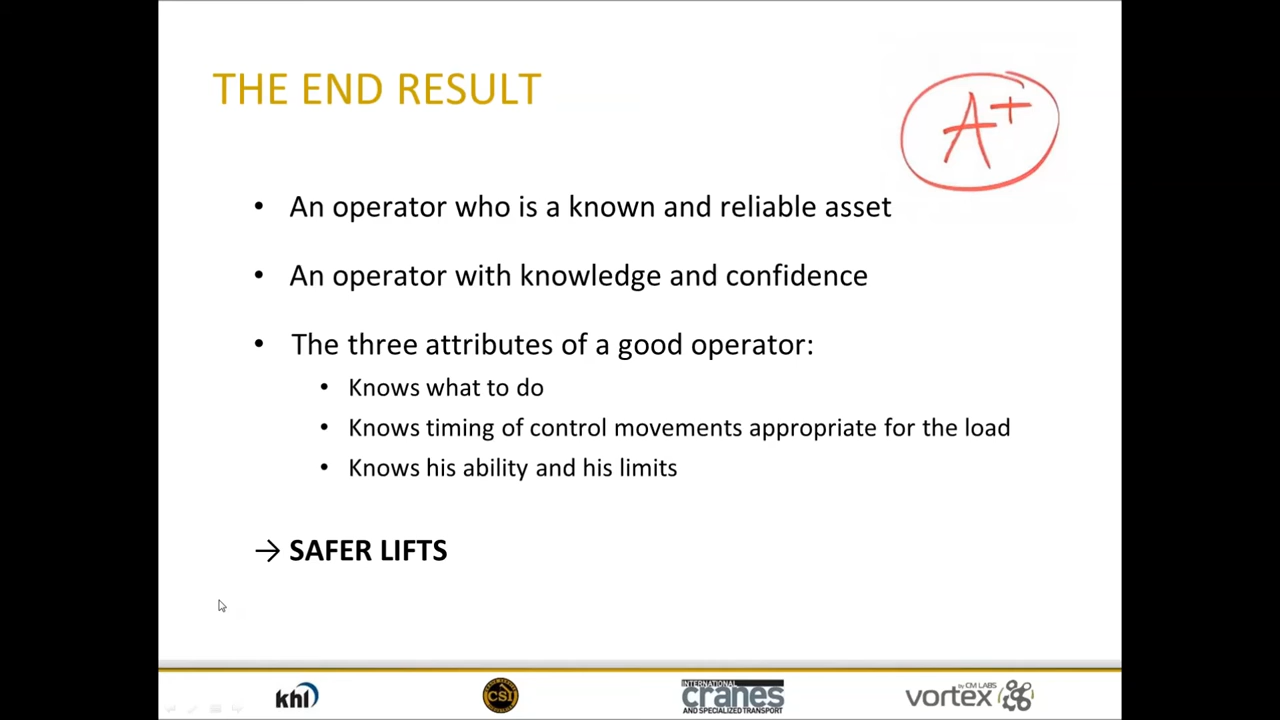 THE END RESULT
A+
• An operator who is a known and reliable asset
• An operator with knowledge and confidence
• The three attributes of a good operator:
• Knows what to do
• Knows timing of control movements appropriate for the load
• Knows his ability and his limits
→ SAFER LIFTS
khl
CSI
INTERNATIONAL
cranes
AND SPECIALIZED TRANSPORT
by CM LABS
vortex